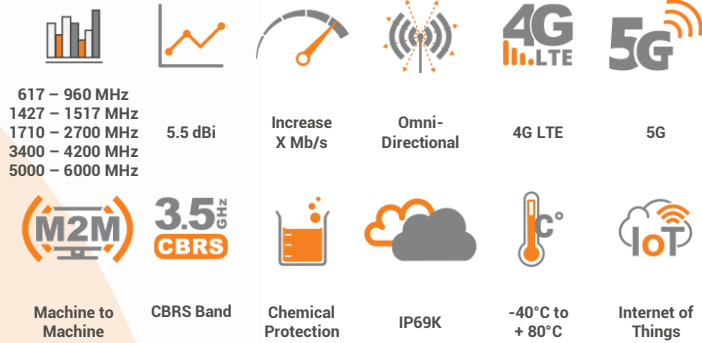 4G
LTE
5G
617 – 960 MHz
1427 – 1517 MHz
1710 – 2700 MHz
3400 – 4200 MHz
5000 – 6000 MHz
5.5 dBi
Increase
X Mb/s
Omni-
Directional
4G LTE
5G
M2M
3.5GHz
CBRS
C°
IoT
Machine to
Machine
CBRS Band
Chemical
Protection
IP69K
-40°C to
+ 80°C
Internet of
Things